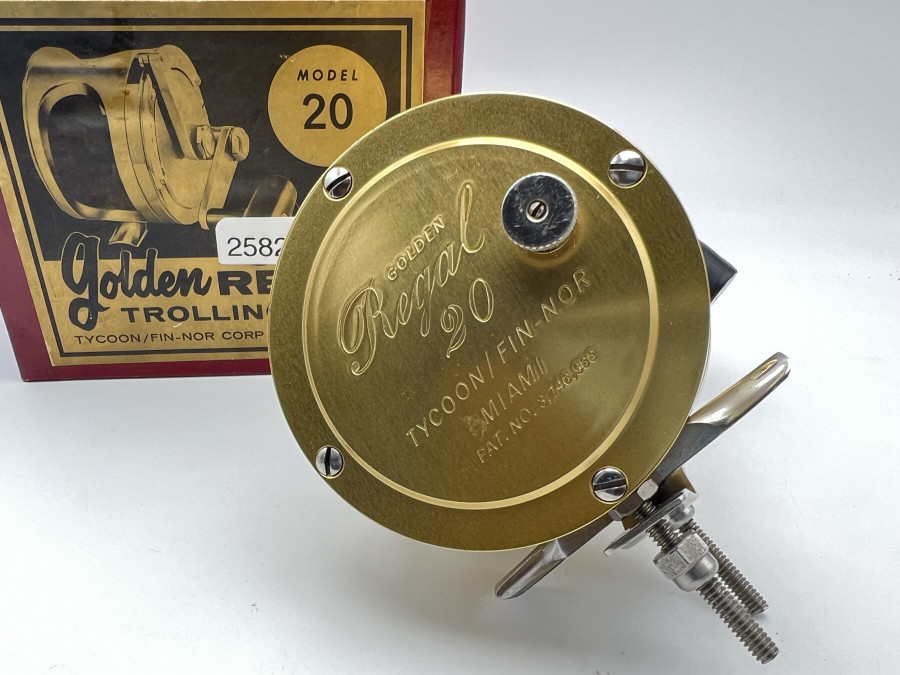 MODEL
20
2582
golden RE
TROLLIN
TYCOON/FIN-NOR CORP
GOLDEN
Regal
20
TYCOON/FIN-NOR
MIAMI
PAT. NO. 3,146,966